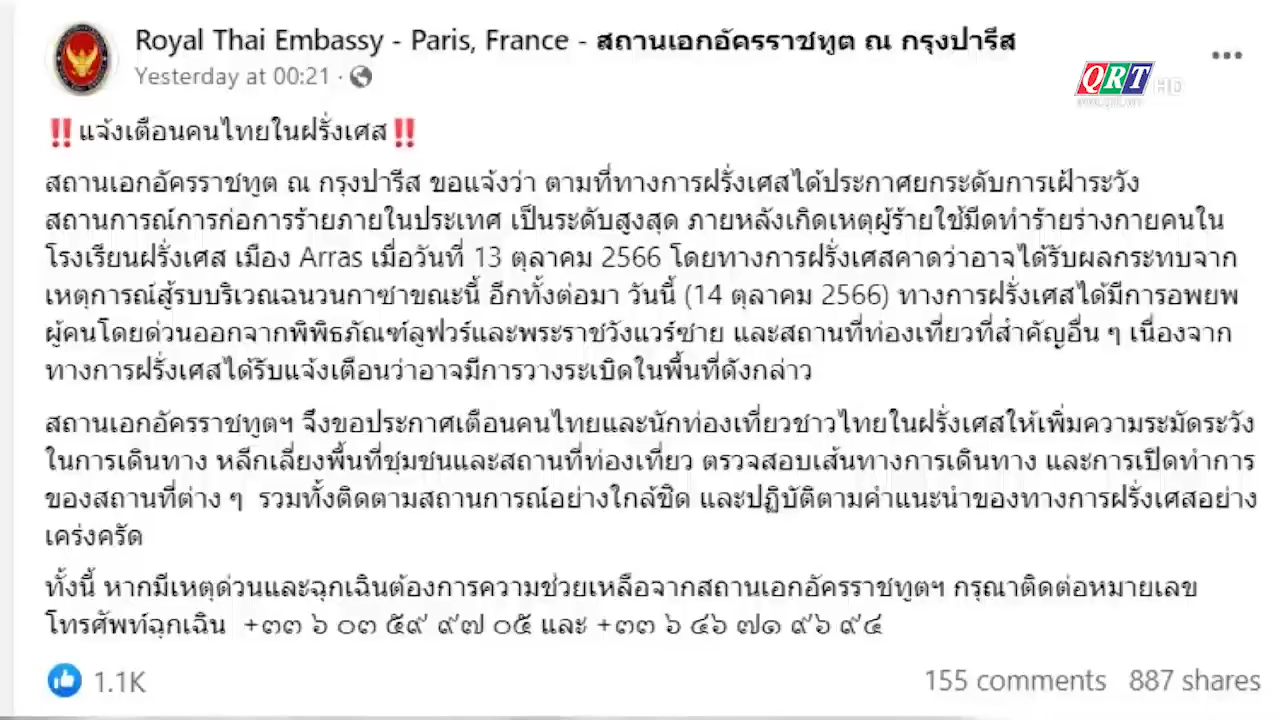 Royal Thai Embassy - Paris, France - สถานเอกอัครราชทูต ณ กรุงปารีส
Yesterday at 00:21 ·
QRT HD
‼️แจ้งเตือนคนไทยในฝรั่งเศส‼️
สถานเอกอัครราชทูต ณ กรุงปารีส ขอแจ้งว่า ตามที่ทางการฝรั่งเศสได้ประกาศยกระดับการเฝ้าระวัง
สถานการณ์การก่อการร้ายภายในประเทศ เป็นระดับสูงสุด ภายหลังเกิดเหตุผู้ร้ายใช้มีดทำร้ายร่างกายคนใน
โรงเรียนฝรั่งเศส เมือง Arras เมื่อวันที่ 13 ตุลาคม 2566 โดยทางการฝรั่งเศสคาดว่าอาจได้รับผลกระทบจาก
เหตุการณ์สู้รบบริเวณฉนวนกาซาขณะนี้ อีกทั้งต่อมา วันนี้ (14 ตุลาคม 2566) ทางการฝรั่งเศสได้มีการอพยพ
ผู้คนโดยด่วนออกจากพิพิธภัณฑ์ลูฟวร์และพระราชวังแวร์ซาย และสถานที่ท่องเที่ยวที่สำคัญอื่น ๆ เนื่องจาก
ทางการฝรั่งเศสได้รับแจ้งเตือนว่าอาจมีการวางระเบิดในพื้นที่ดังกล่าว
สถานเอกอัครราชทูตฯ จึงขอประกาศเตือนคนไทยและนักท่องเที่ยวชาวไทยในฝรั่งเศสให้เพิ่มความระมัดระวัง
ในการเดินทาง หลีกเลี่ยงพื้นที่ชุมชนและสถานที่ท่องเที่ยว ตรวจสอบเส้นทางการเดินทาง และการเปิดทำการ
ของสถานที่ต่าง ๆ รวมทั้งติดตามสถานการณ์อย่างใกล้ชิด และปฏิบัติตามคำแนะนำของทางการฝรั่งเศสอย่าง
เคร่งครัด
ทั้งนี้ หากมีเหตุด่วนและฉุกเฉินต้องการความช่วยเหลือจากสถานเอกอัครราชทูตฯ กรุณาติดต่อหมายเลข
โทรศัพท์ฉุกเฉิน +๓๓ ๖ ๐๓ ๕๙ ๙๗ ๐๕ และ +๓๓ ๖ ๔๖ ๗๑ ๙๖ ๙๔
1.1K 155 comments 887 shares